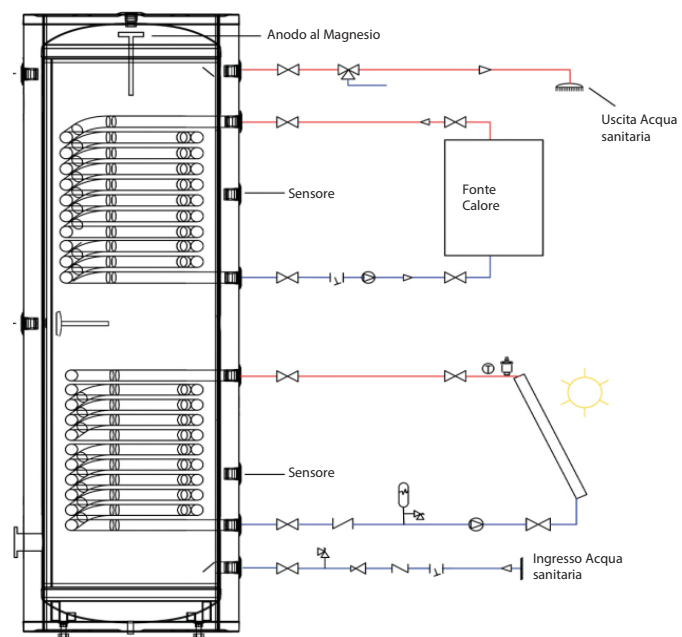 Anodo al Magnesio
Uscita Acqua
sanitaria
Sensore
Fonte
Calore
T
Sensore
Ingresso Acqua
sanitaria